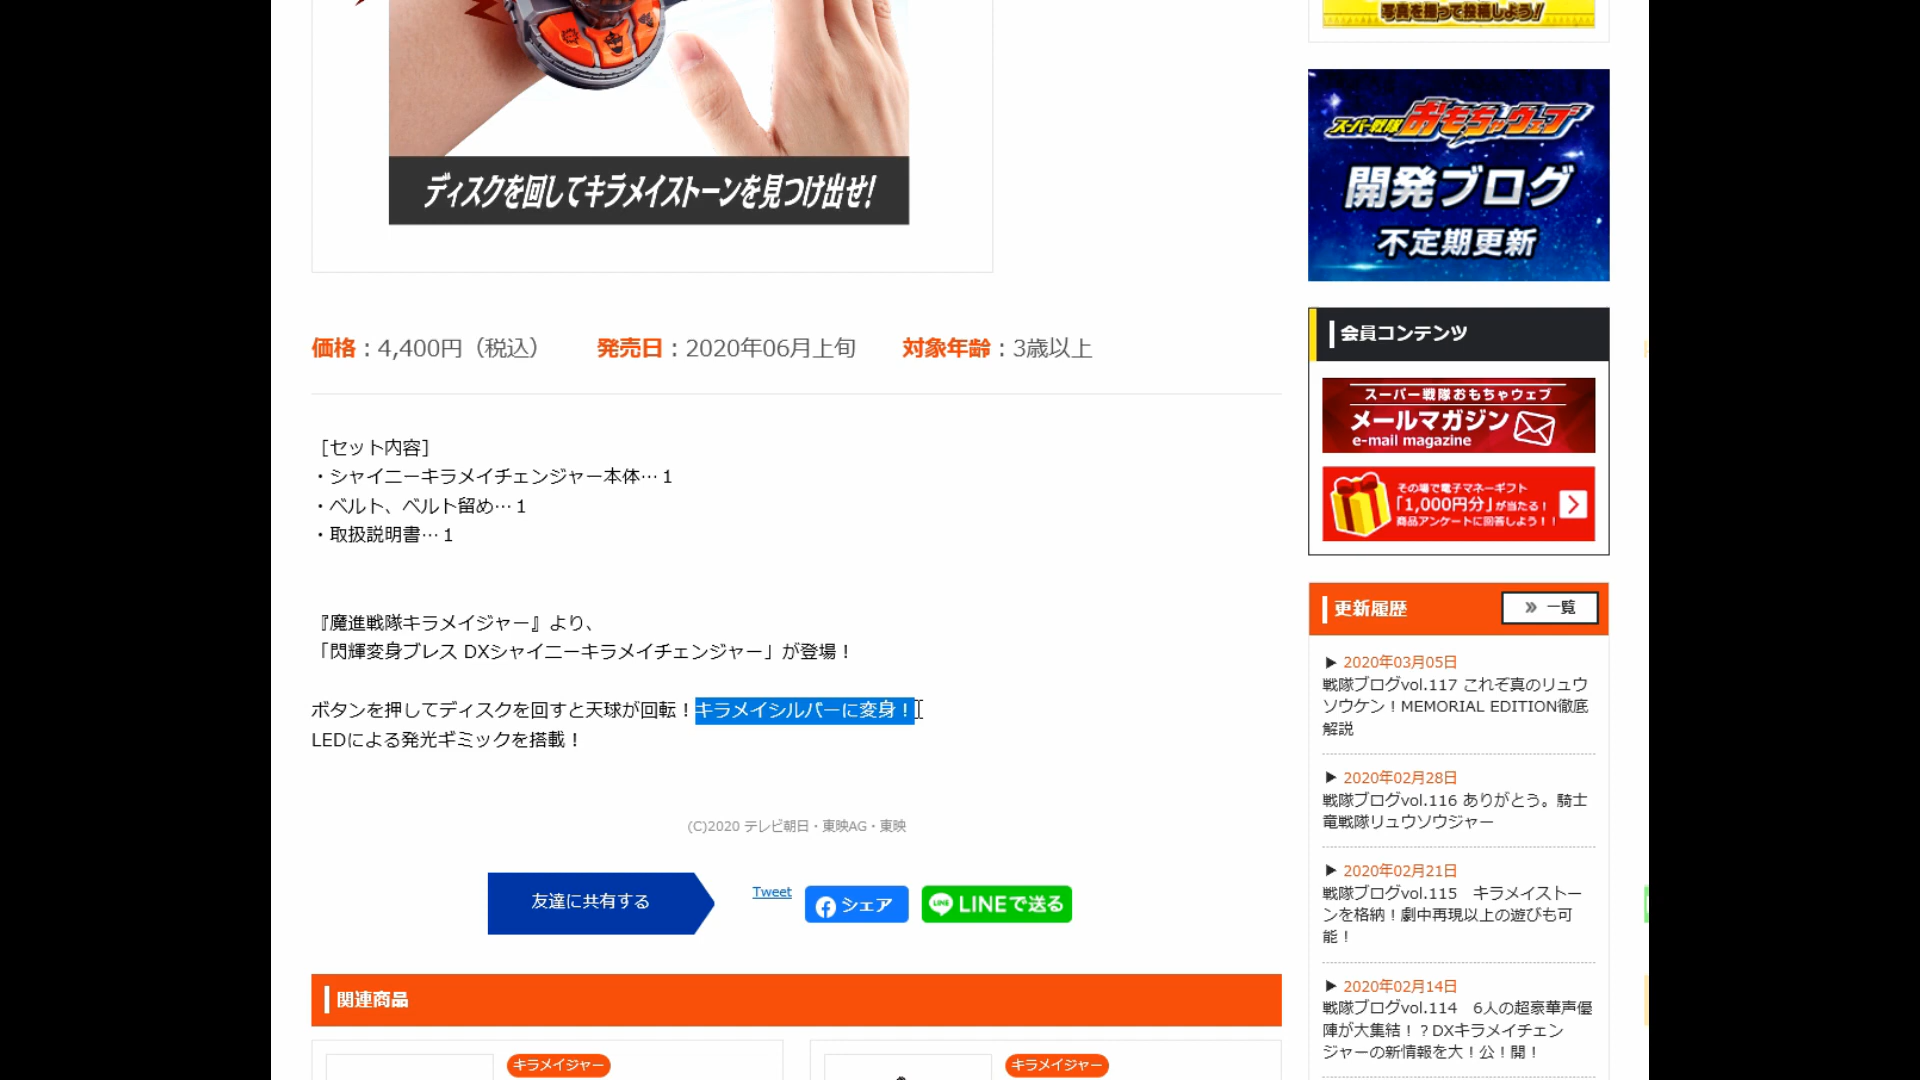 ディスクを回してキラメイストーンを見つけ出せ!
価格：4,400円（税込）　発売日：2020年06月上旬　対象年齢：3歳以上
［セット内容］
・シャイニーキラメイチェンジャー本体…１
・ベルト、ベルト留め…１
・取扱説明書…１
『魔進戦隊キラメイジャー』より、
「閃輝変身ブレス DXシャイニーキラメイチェンジャー」が登場！
ボタンを押してディスクを回すと天球が回転！キラメイシルバーに変身！
LEDによる発光ギミックを搭載！
(C)2020 テレビ朝日・東映AG・東映
友達に共有する
Tweet
シェア
LINEで送る
関連商品
キラメイジャー
キラメイジャー
写真を撮って投稿しよう!
スーパー戦隊おもちゃウェブ
開発ブログ
不定期更新
会員コンテンツ
スーパー戦隊おもちゃウェブ
メールマガジン
e-mail magazine
その場で電子マネーギフト
「1,000円分」が当たる！
商品アンケートに回答しよう！！
更新履歴
一覧
2020年03月05日
戦隊ブログvol.117 これぞ真のリュウ
ソウケン！MEMORIAL EDITION徹底
解説
2020年02月28日
戦隊ブログvol.116 ありがとう。騎士
竜戦隊リュウソウジャー
2020年02月21日
戦隊ブログvol.115　キラメイストー
ンを格納！劇中再現以上の遊びも可
能！
2020年02月14日
戦隊ブログvol.114　6人の超豪華声優
陣が大集結！？DXキラメイチェン
ジャーの新情報を大！公！開！